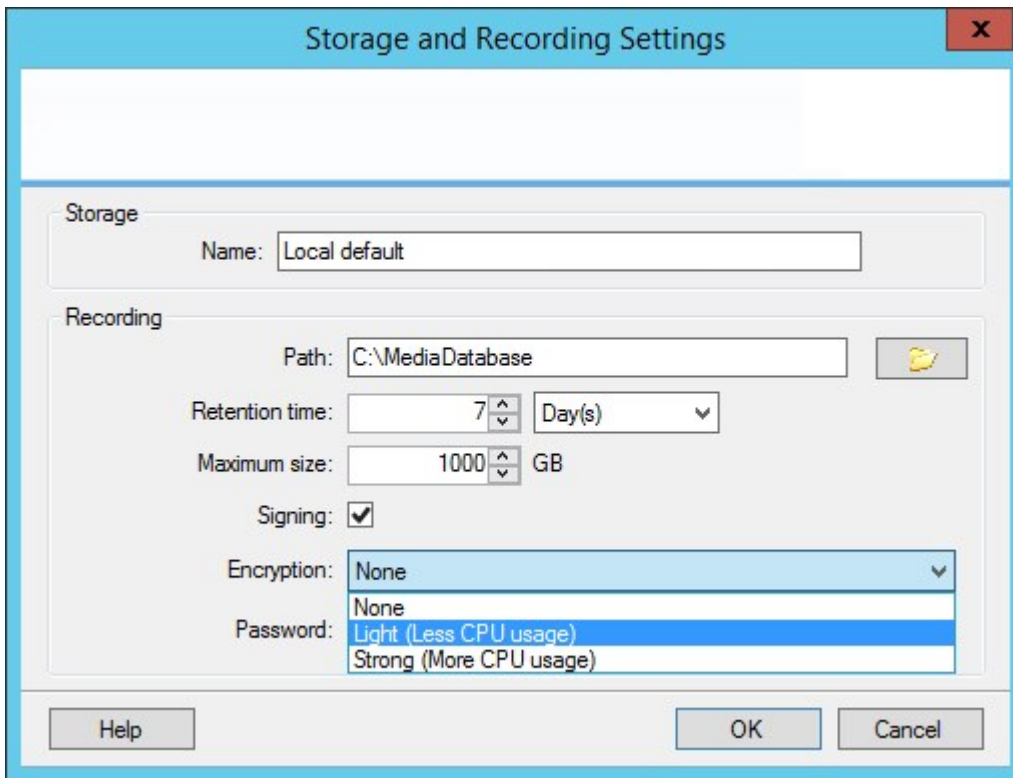 Storage and Recording Settings
x
Storage
Name: Local default
Recording
Path: C:\MediaDatabase
Retention time: 7 Day(s)
Maximum size: 1000 GB
Signing:
Encryption: None
None
Password: Light (Less CPU usage)
Strong (More CPU usage)
Help OK Cancel